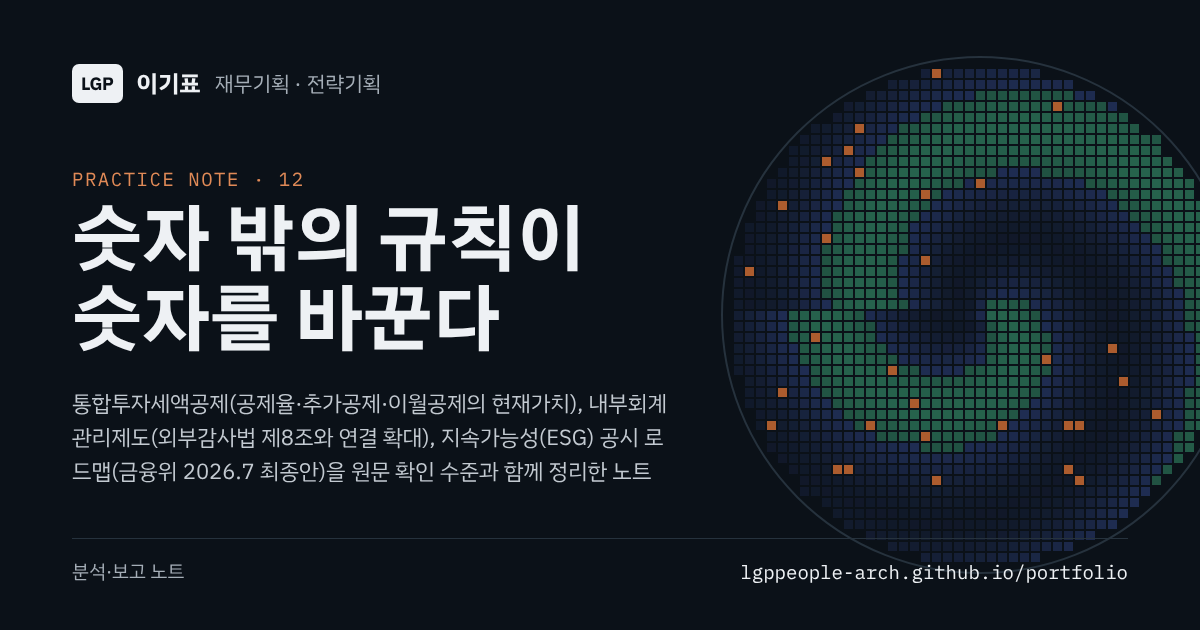 LGP 이기표 재무기획 · 전략기획
PRACTICE NOTE · 12
숫자 밖의 규칙이
숫자를 바꾼다
통합투자세액공제(공제율·추가공제·이월공제의 현재가치), 내부회계
관리제도(외부감사법 제8조와 연결 확대), 지속가능성(ESG) 공시 로
드맵(금융위 2026.7 최종안)을 원문 확인 수준과 함께 정리한 노트
분석·보고 노트
lgppeople-arch.github.io/portfolio